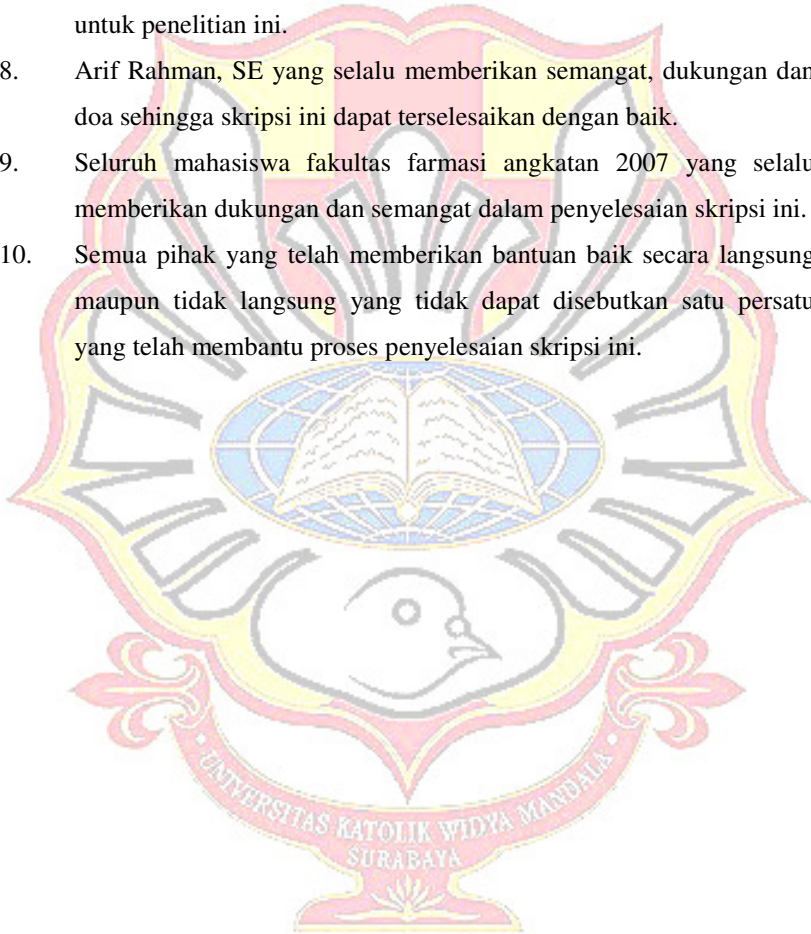 untuk penelitian ini.
8. Arif Rahman, SE yang selalu memberikan semangat, dukungan dan
doa sehingga skripsi ini dapat terselesaikan dengan baik.
9. Seluruh mahasiswa fakultas farmasi angkatan 2007 yang selalu
memberikan dukungan dan semangat dalam penyelesaian skripsi ini.
10. Semua pihak yang telah memberikan bantuan baik secara langsung
maupun tidak langsung yang tidak dapat disebutkan satu persatu
yang telah membantu proses penyelesaian skripsi ini.
UNIVERSITAS KATOLIK WIDYA MANDALA
SURABAYA